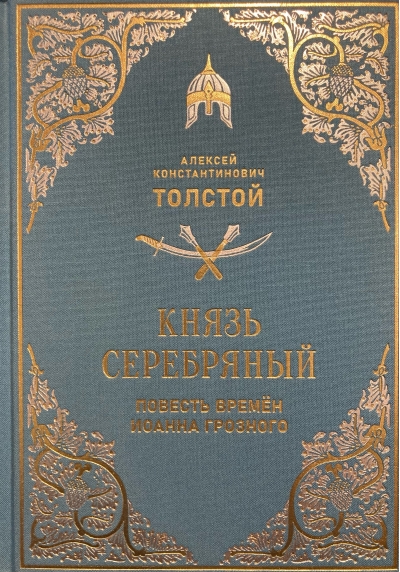 АЛЕКСЕЙ
КОНСТАНТИНОВИЧ
ТОЛСТОЙ
КНЯЗЬ
СЕРЕБРЯНЫЙ
ПОВЕСТЬ ВРЕМЁН
ИОАННА ГРОЗНОГО